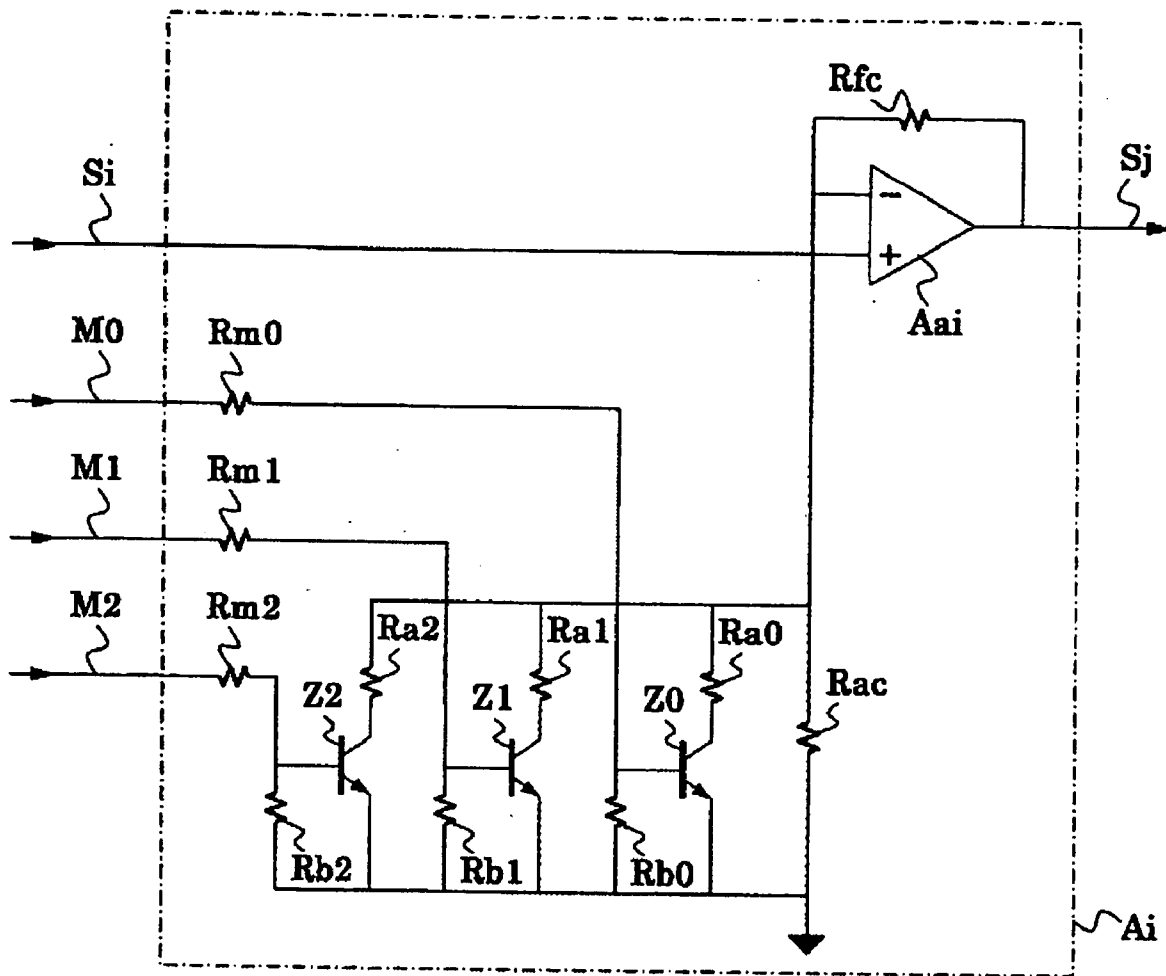 Rfc
Si
Sj
−
+
Aai
M0
Rm0
M1
Rm1
M2
Rm2
Ra2
Ra1
Ra0
Z2
Z1
Z0
Rac
Rb2
Rb1
Rb0
Ai